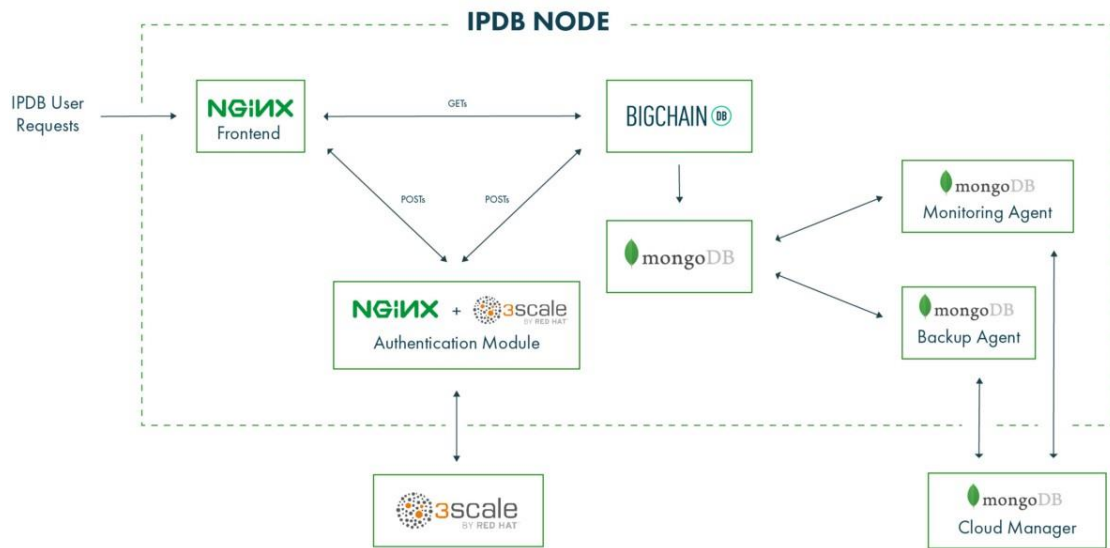 IPDB NODE
IPDB User
Requests
NGINX
Frontend
GETs
BIGCHAIN DB
POSTs
POSTs
mongoDB
mongoDB
Monitoring Agent
NGINX + 3scale
BY RED HAT
Authentication Module
mongoDB
Backup Agent
3scale
BY RED HAT
mongoDB
Cloud Manager